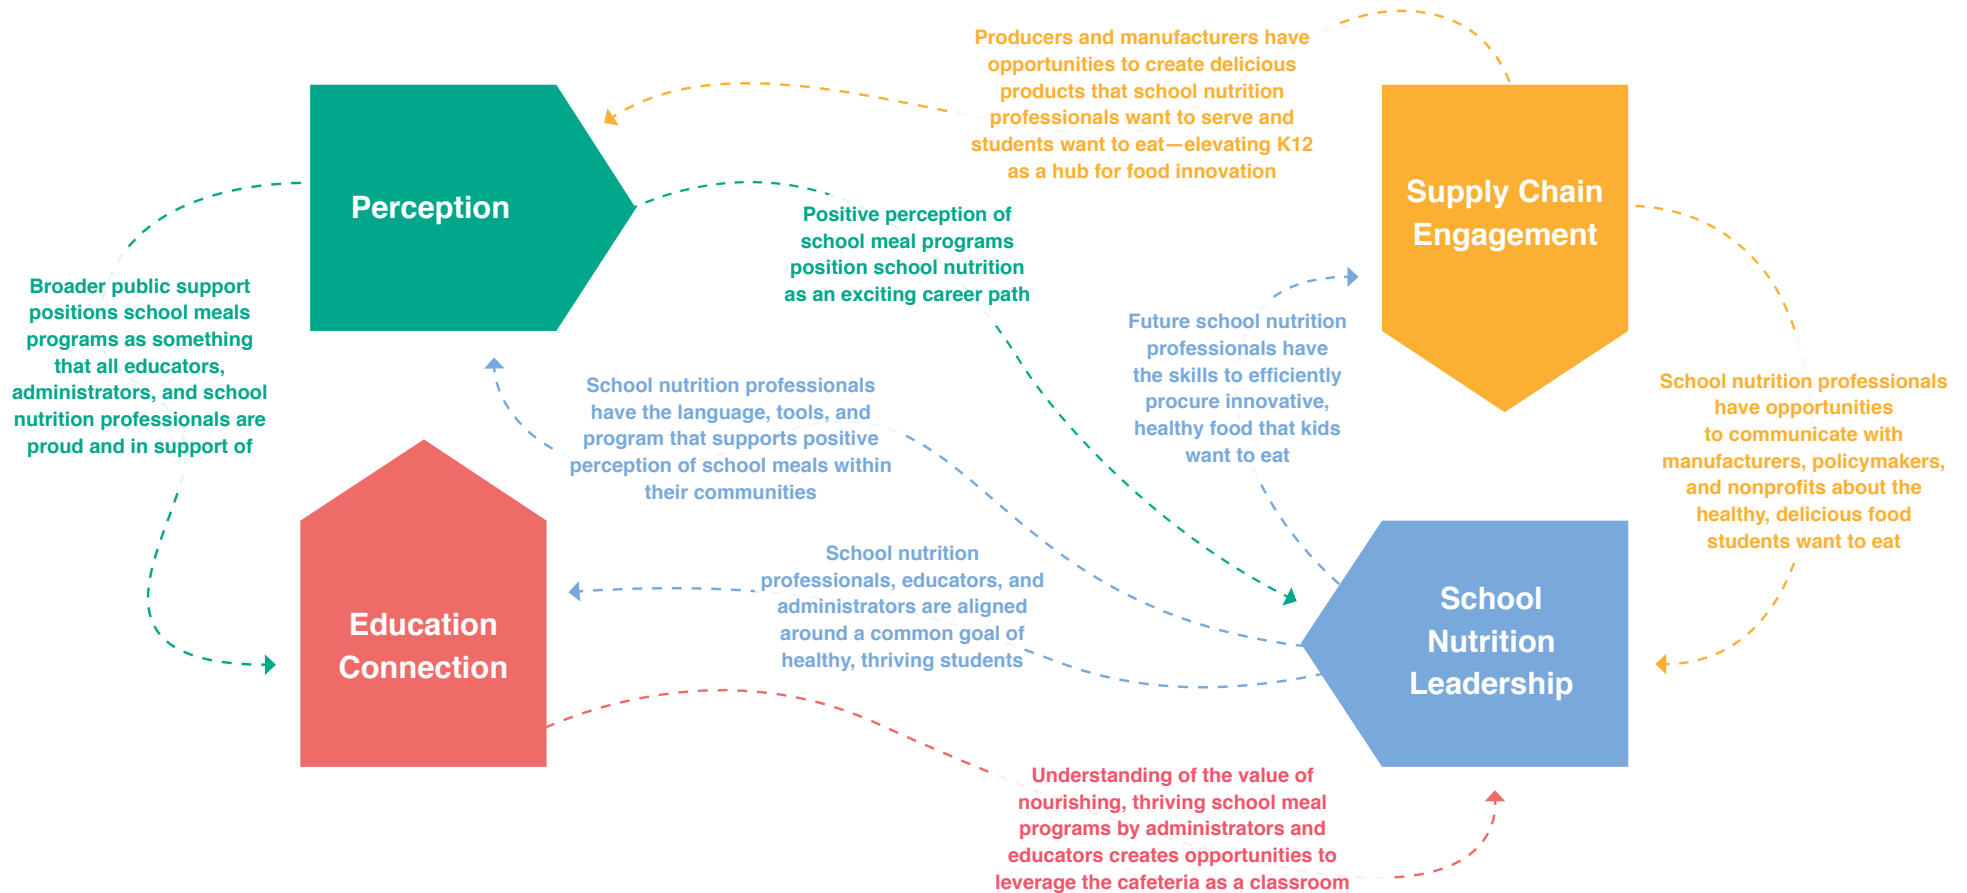 Producers and manufacturers have
opportunities to create delicious
products that school nutrition
professionals want to serve and
students want to eat—elevating K12
as a hub for food innovation
Perception
Supply Chain
Engagement
Positive perception of
school meal programs
position school nutrition
as an exciting career path
Broader public support
positions school meals
programs as something
that all educators,
administrators, and school
nutrition professionals are
proud and in support of
Future school nutrition
professionals have
the skills to efficiently
procure innovative,
healthy food that kids
want to eat
School nutrition professionals
have the language, tools, and
program that supports positive
perception of school meals within
their communities
School nutrition professionals
have opportunities
to communicate with
manufacturers, policymakers,
and nonprofits about the
healthy, delicious food
students want to eat
School nutrition
professionals, educators, and
administrators are aligned
around a common goal of
healthy, thriving students
Education
Connection
School
Nutrition
Leadership
Understanding of the value of
nourishing, thriving school meal
programs by administrators and
educators creates opportunities to
leverage the cafeteria as a classroom